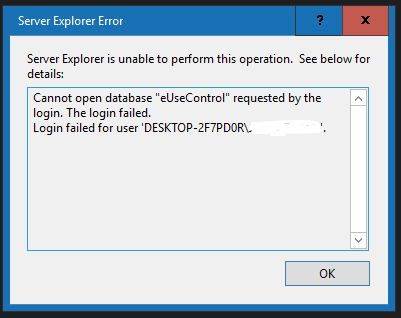 Server Explorer Error
? X
Server Explorer is unable to perform this operation. See below for
details:
Cannot open database "eUseControl" requested by the
login. The login failed.
Login failed for user 'DESKTOP-2F7PD0R\ '.
OK